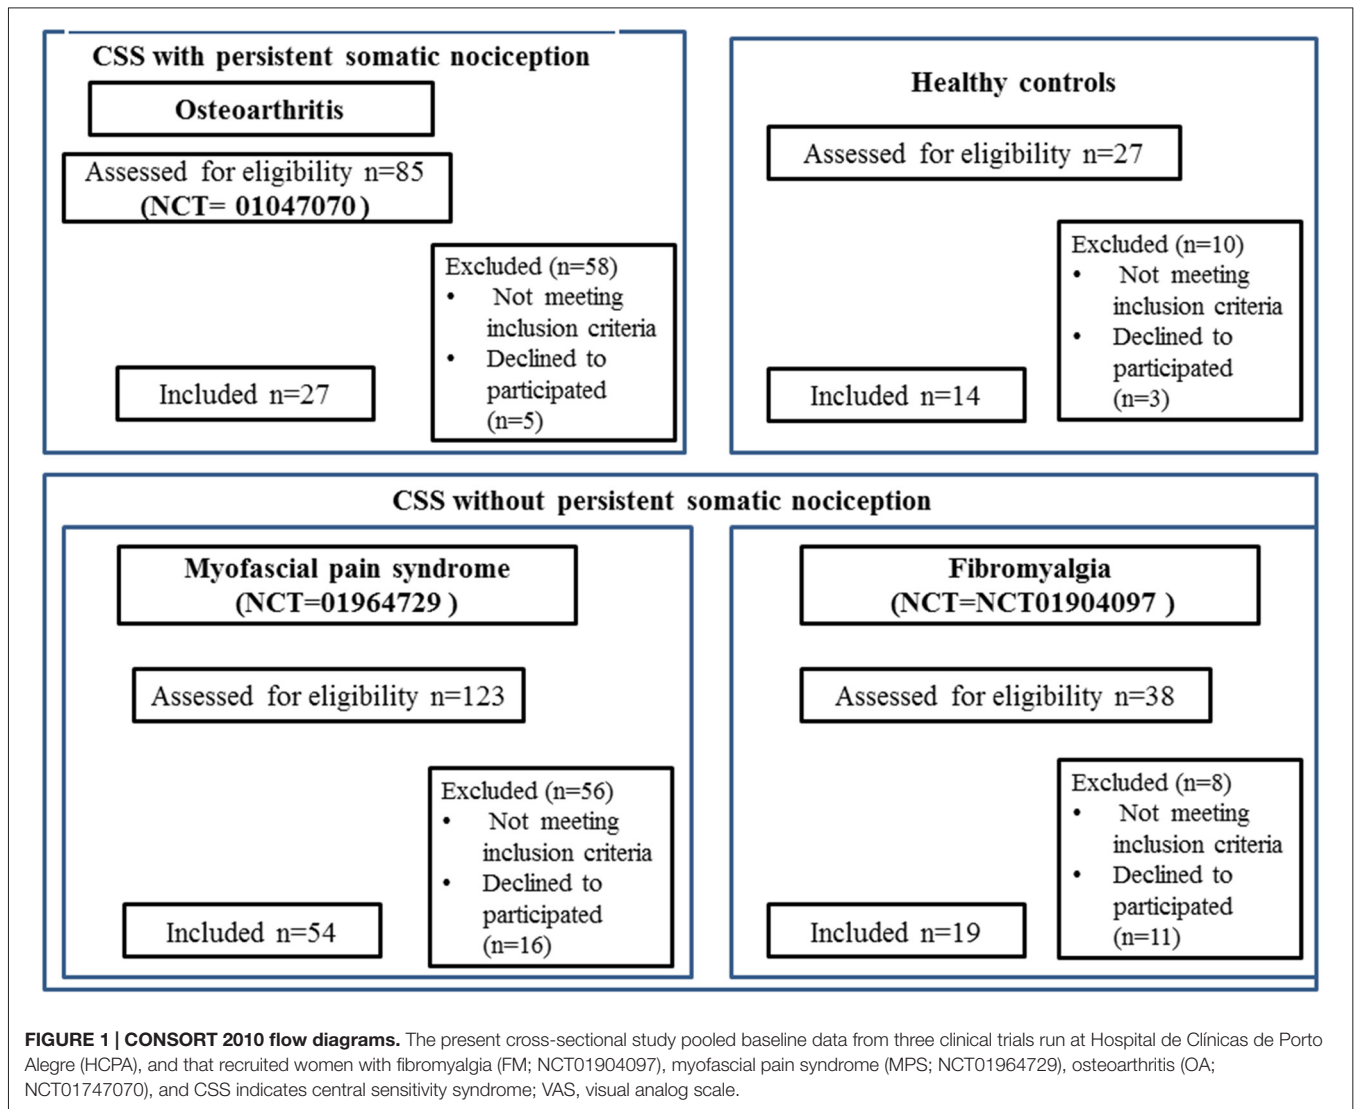 CSS with persistent somatic nociception
Osteoarthritis
Assessed for eligibility n=85
(NCT= 01047070)
Excluded (n=58)
• Not meeting
inclusion criteria
• Declined to
participated
(n=5)
Included n=27
Healthy controls
Assessed for eligibility n=27
Excluded (n=10)
• Not meeting
inclusion criteria
• Declined to
participated
(n=3)
Included n=14
CSS without persistent somatic nociception
Myofascial pain syndrome
(NCT=01964729 )
Assessed for eligibility n=123
Excluded (n=56)
• Not meeting
inclusion criteria
• Declined to
participated
(n=16)
Included n=54
Fibromyalgia
(NCT=NCT01904097 )
Assessed for eligibility n=38
Excluded (n=8)
• Not meeting
inclusion criteria
• Declined to
participated
(n=11)
Included n=19
FIGURE 1 | CONSORT 2010 flow diagrams. The present cross-sectional study pooled baseline data from three clinical trials run at Hospital de Clínicas de Porto
Alegre (HCPA), and that recruited women with fibromyalgia (FM; NCT01904097), myofascial pain syndrome (MPS; NCT01964729), osteoarthritis (OA;
NCT01747070), and CSS indicates central sensitivity syndrome; VAS, visual analog scale.